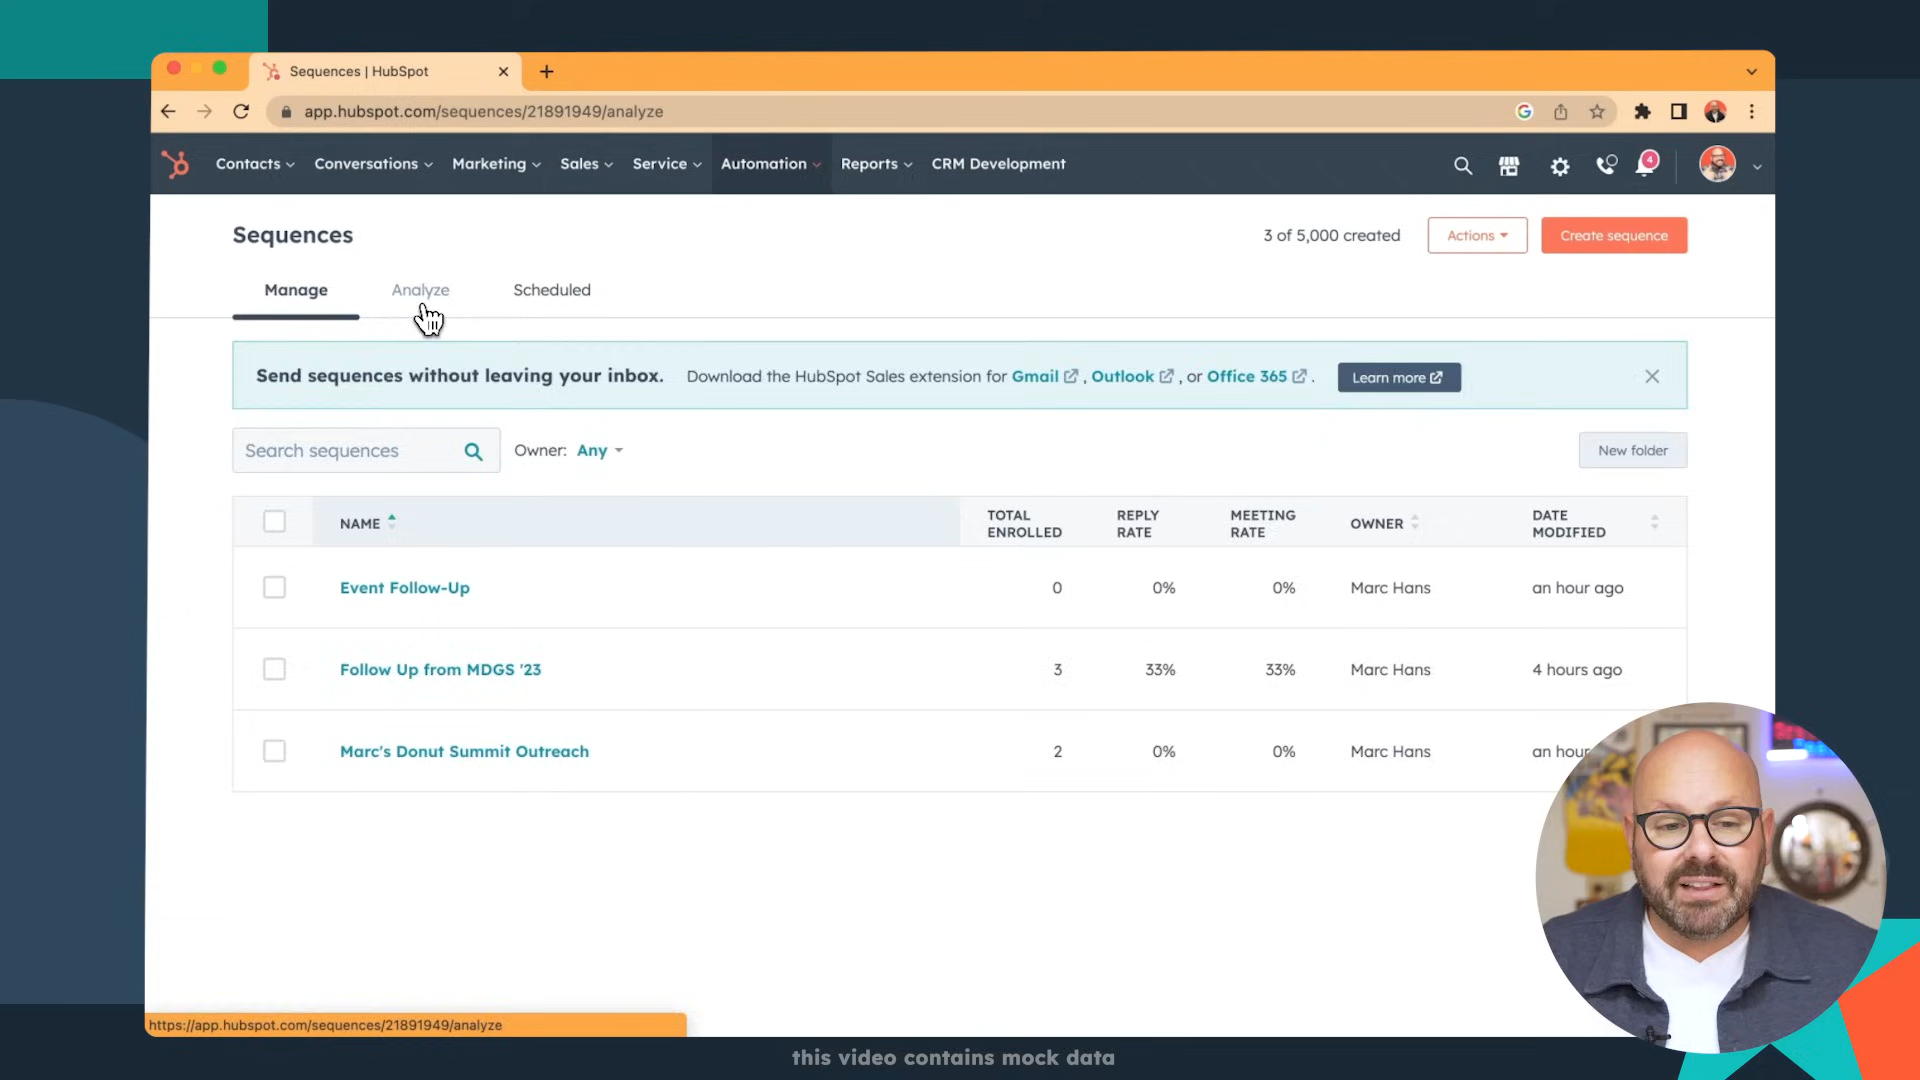 Sequences | HubSpot
app.hubspot.com/sequences/21891949/analyze
Contacts Conversations Marketing Sales Service Automation Reports CRM Development 4
Sequences 3 of 5,000 created Actions Create sequence
Manage Analyze Scheduled
Send sequences without leaving your inbox. Download the HubSpot Sales extension for Gmail , Outlook , or Office 365 . Learn more
Search sequences Owner: Any New folder
NAME TOTAL ENROLLED REPLY RATE MEETING RATE OWNER DATE MODIFIED
Event Follow-Up 0 0% 0% Marc Hans an hour ago
Follow Up from MDGS '23 3 33% 33% Marc Hans 4 hours ago
Marc's Donut Summit Outreach 2 0% 0% Marc Hans an hour
https://app.hubspot.com/sequences/21891949/analyze
this video contains mock data